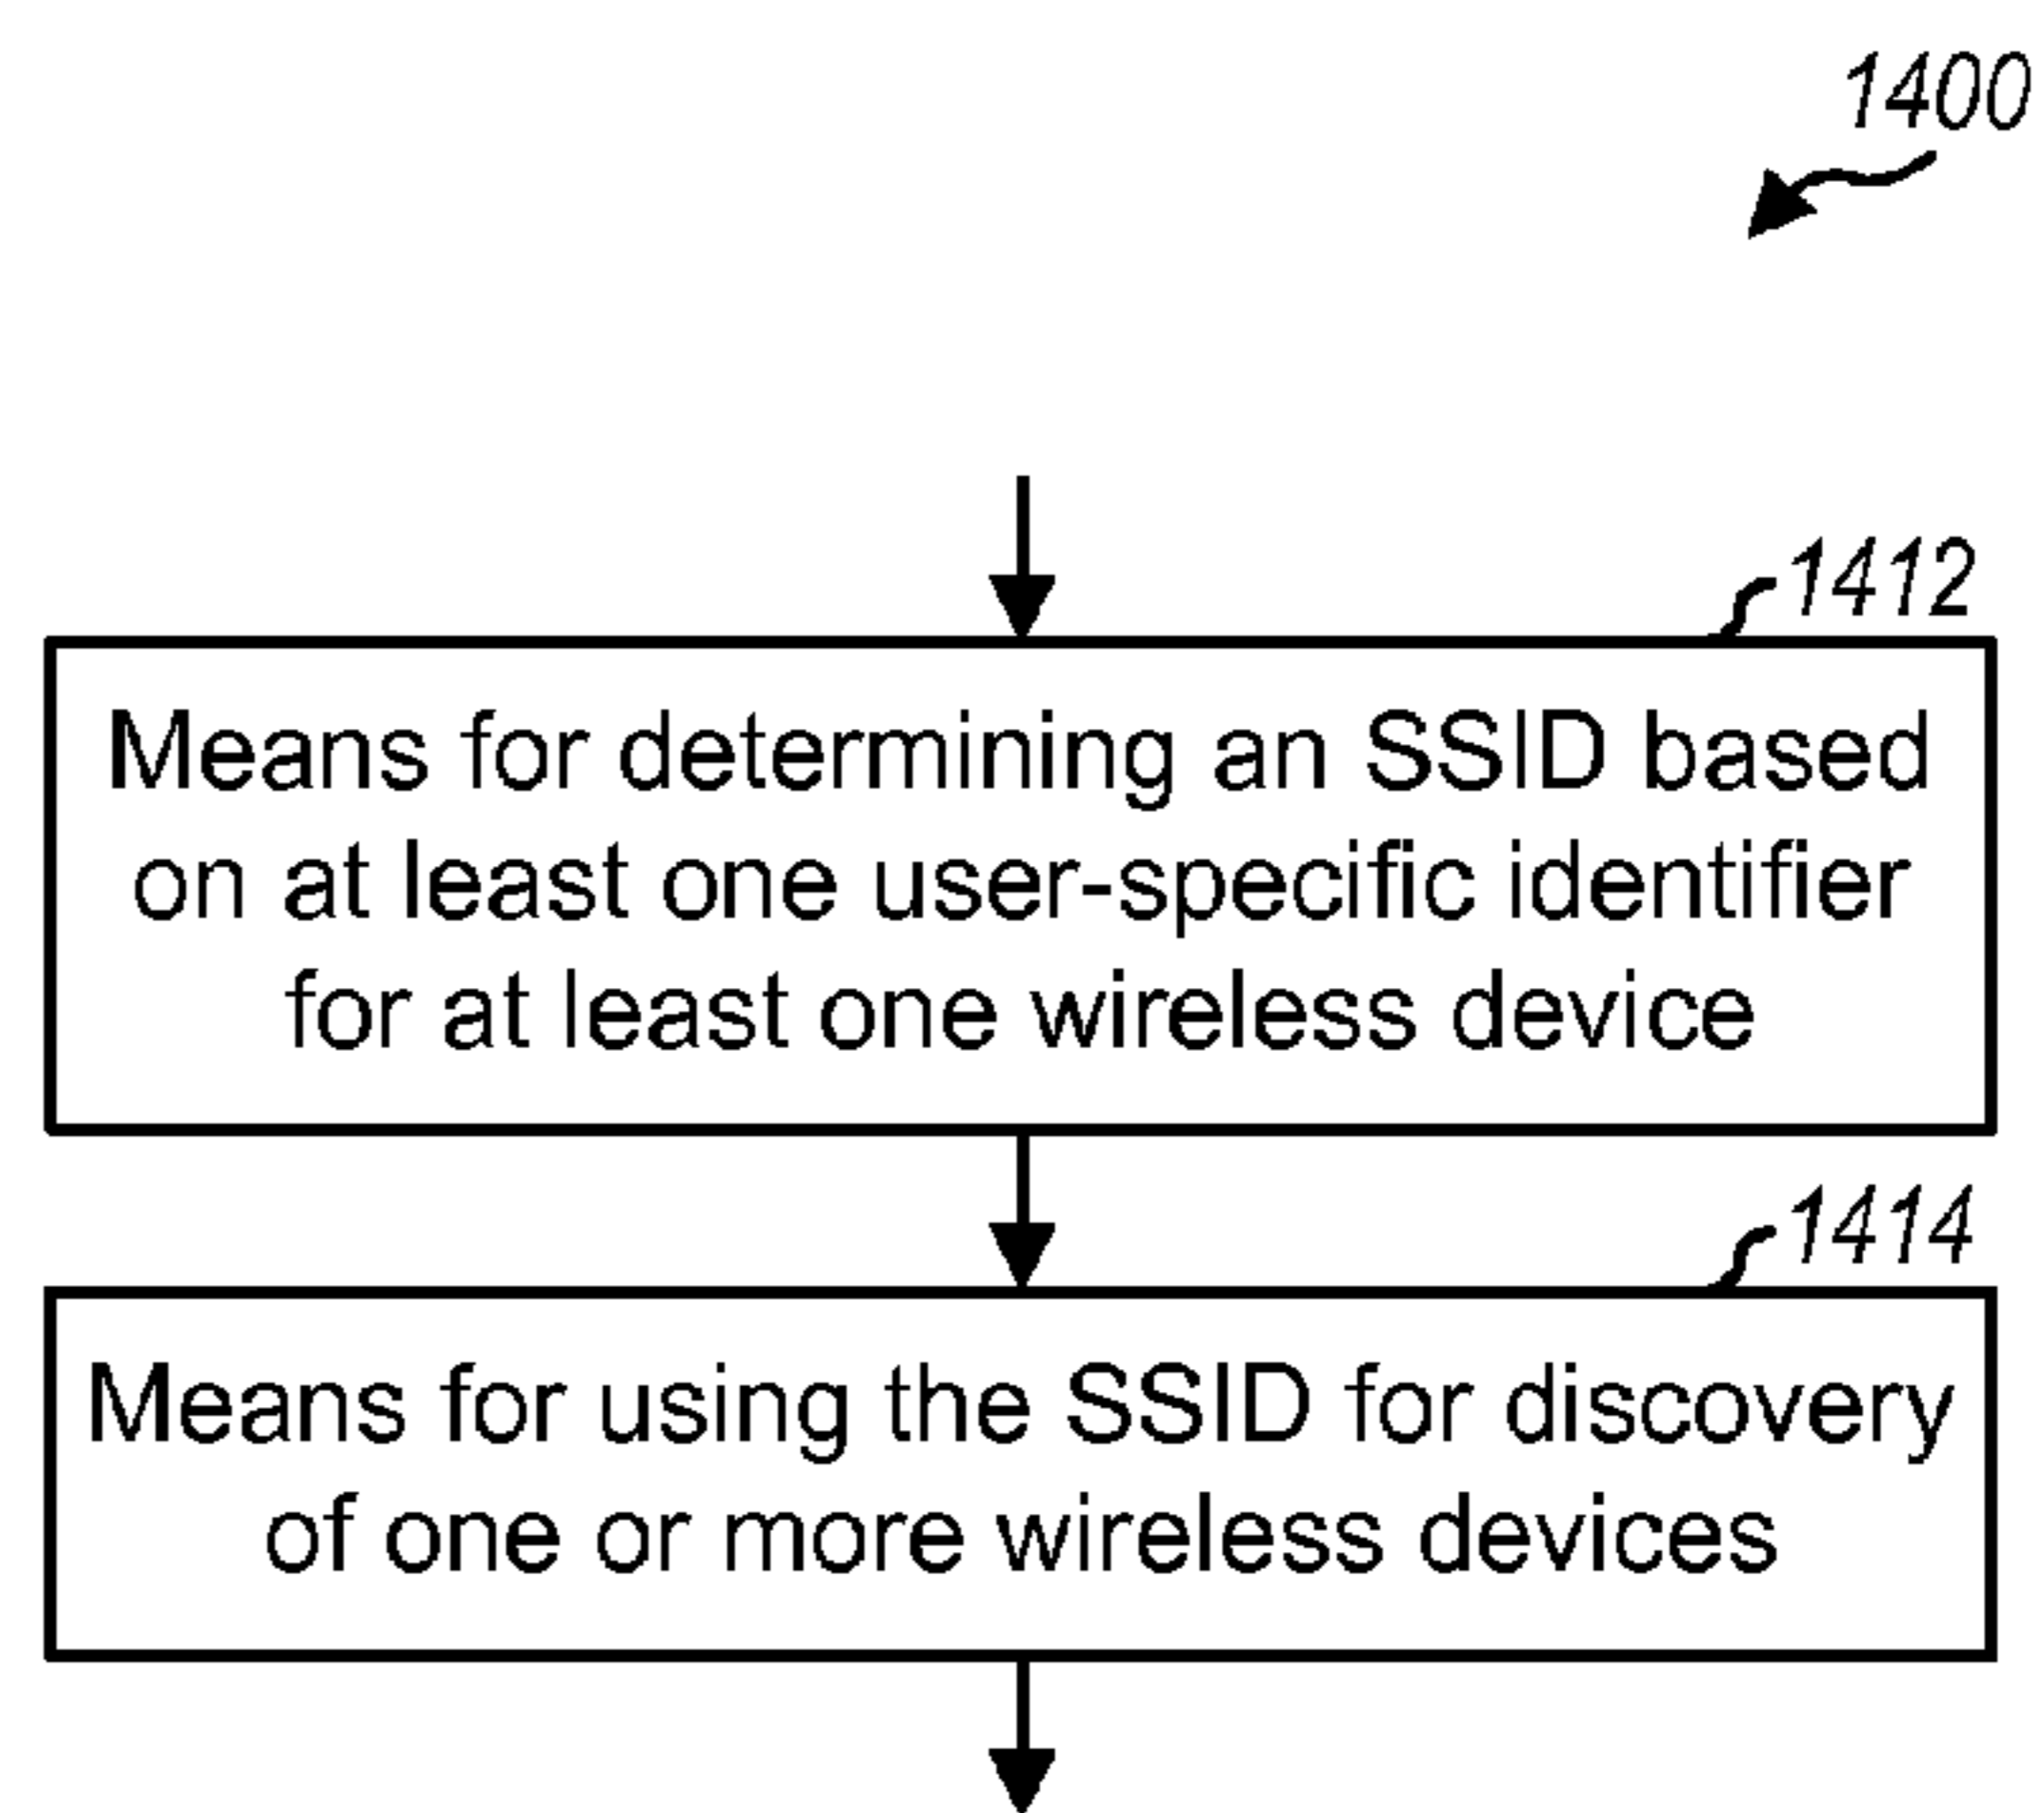 1400
1412
Means for determining an SSID based
on at least one user-specific identifier
for at least one wireless device
1414
Means for using the SSID for discovery
of one or more wireless devices